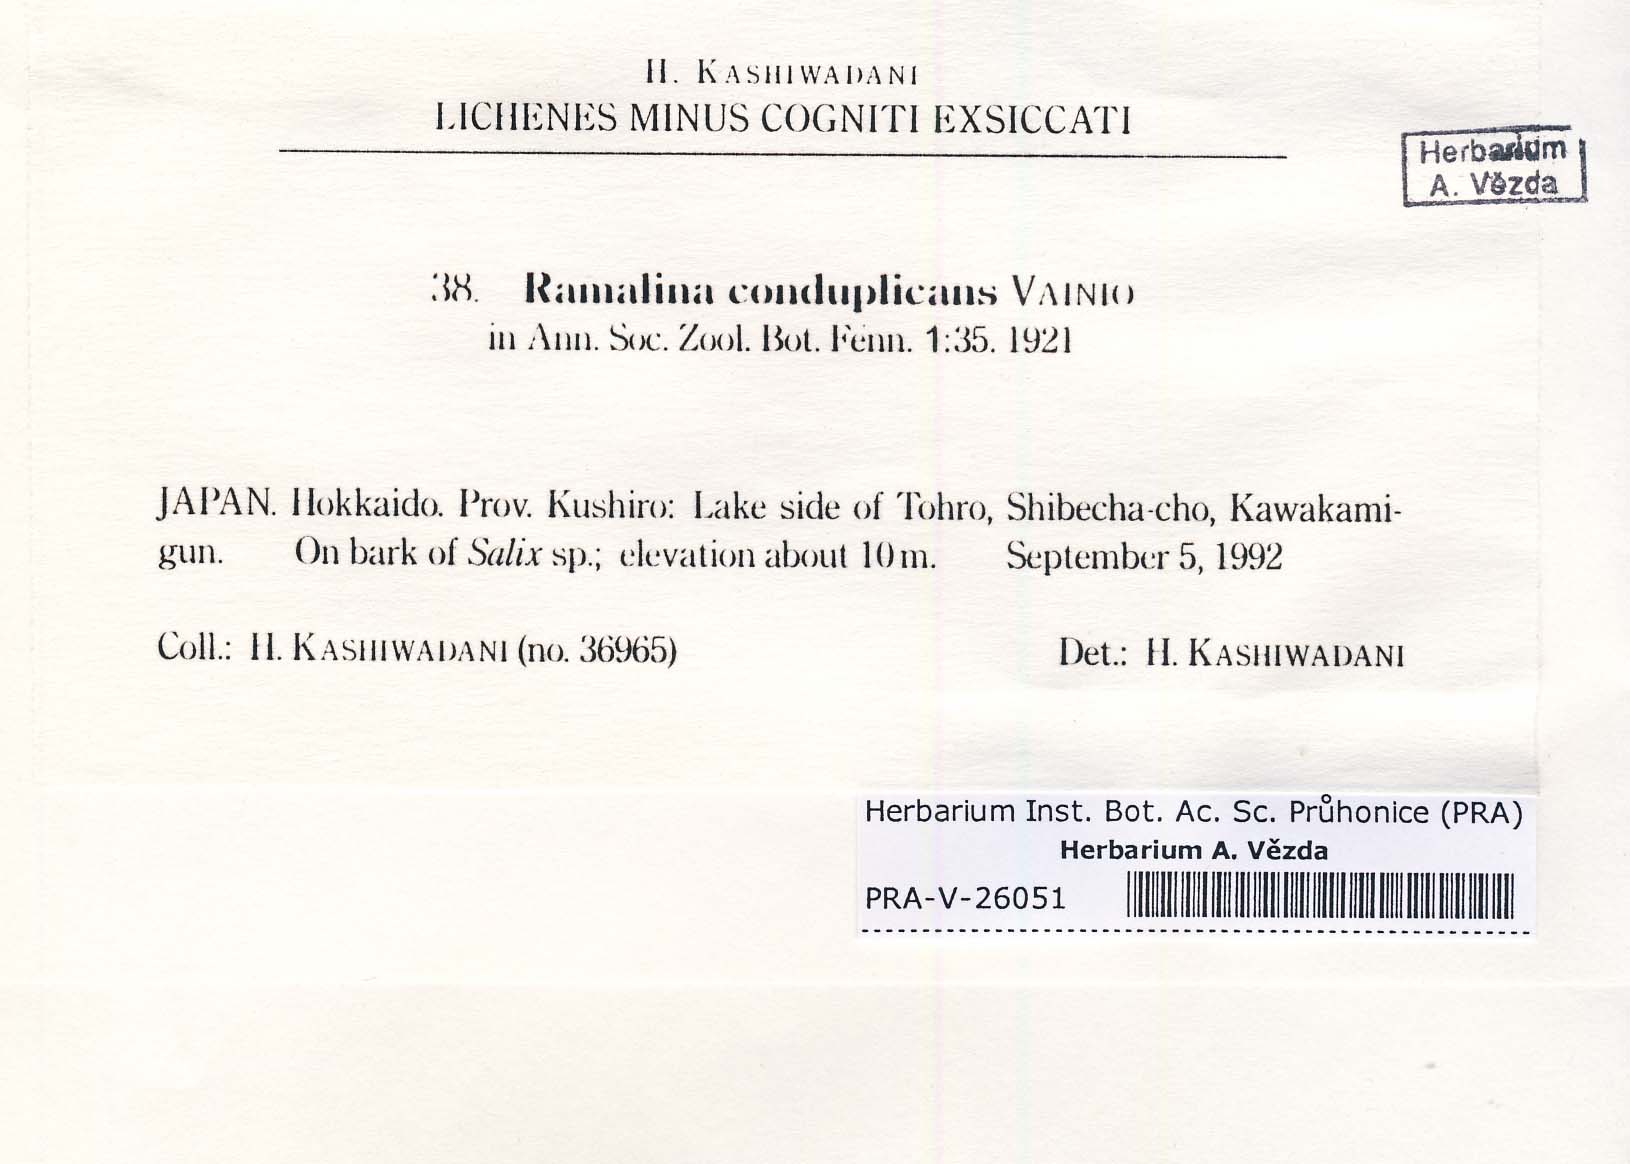 H. KASHIWADANI
LICHENES MINUS COGNITI EXSICCATI
Herbarium
A. Vězda
38. Ramalina conduplicans VAINIO
in Ann. Soc. Zool. Bot. Fenn. 1:35. 1921
JAPAN. Hokkaido. Prov. Kushiro: Lake side of Tohro, Shibecha-cho, Kawakami-
gun. On bark of Salix sp.; elevation about 10 m. September 5, 1992
Coll.: H. KASHIWADANI (no. 36965) Det.: H. KASHIWADANI
Herbarium Inst. Bot. Ac. Sc. Průhonice (PRA)
Herbarium A. Vězda
PRA-V-26051